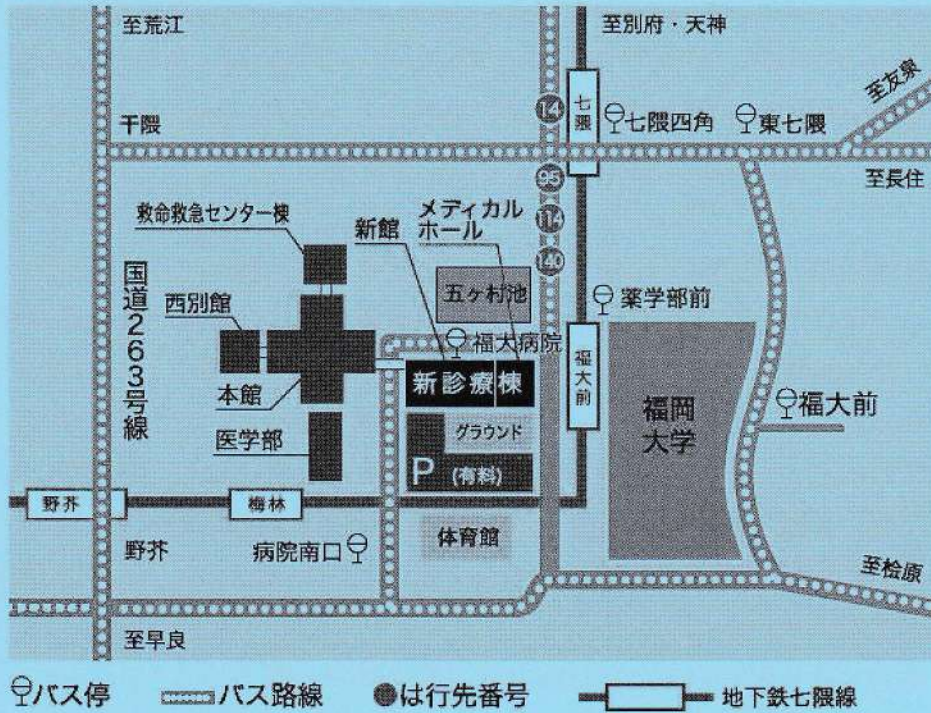 至荒江
至別府・天神
至友泉
14
七隈
七隈四角
東七隈
干隈
至長住
95
救命救急センター棟
新館
メディカル
ホール
114
140
国道263号線
西別館
五ヶ村池
薬学部前
福大病院
本館
新診療棟
福大前
福岡
大学
福大前
医学部
グラウンド
P (有料)
野芥
梅林
野芥
病院南口
体育館
至桧原
至早良
バス停
バス路線
は行先番号
地下鉄七隈線